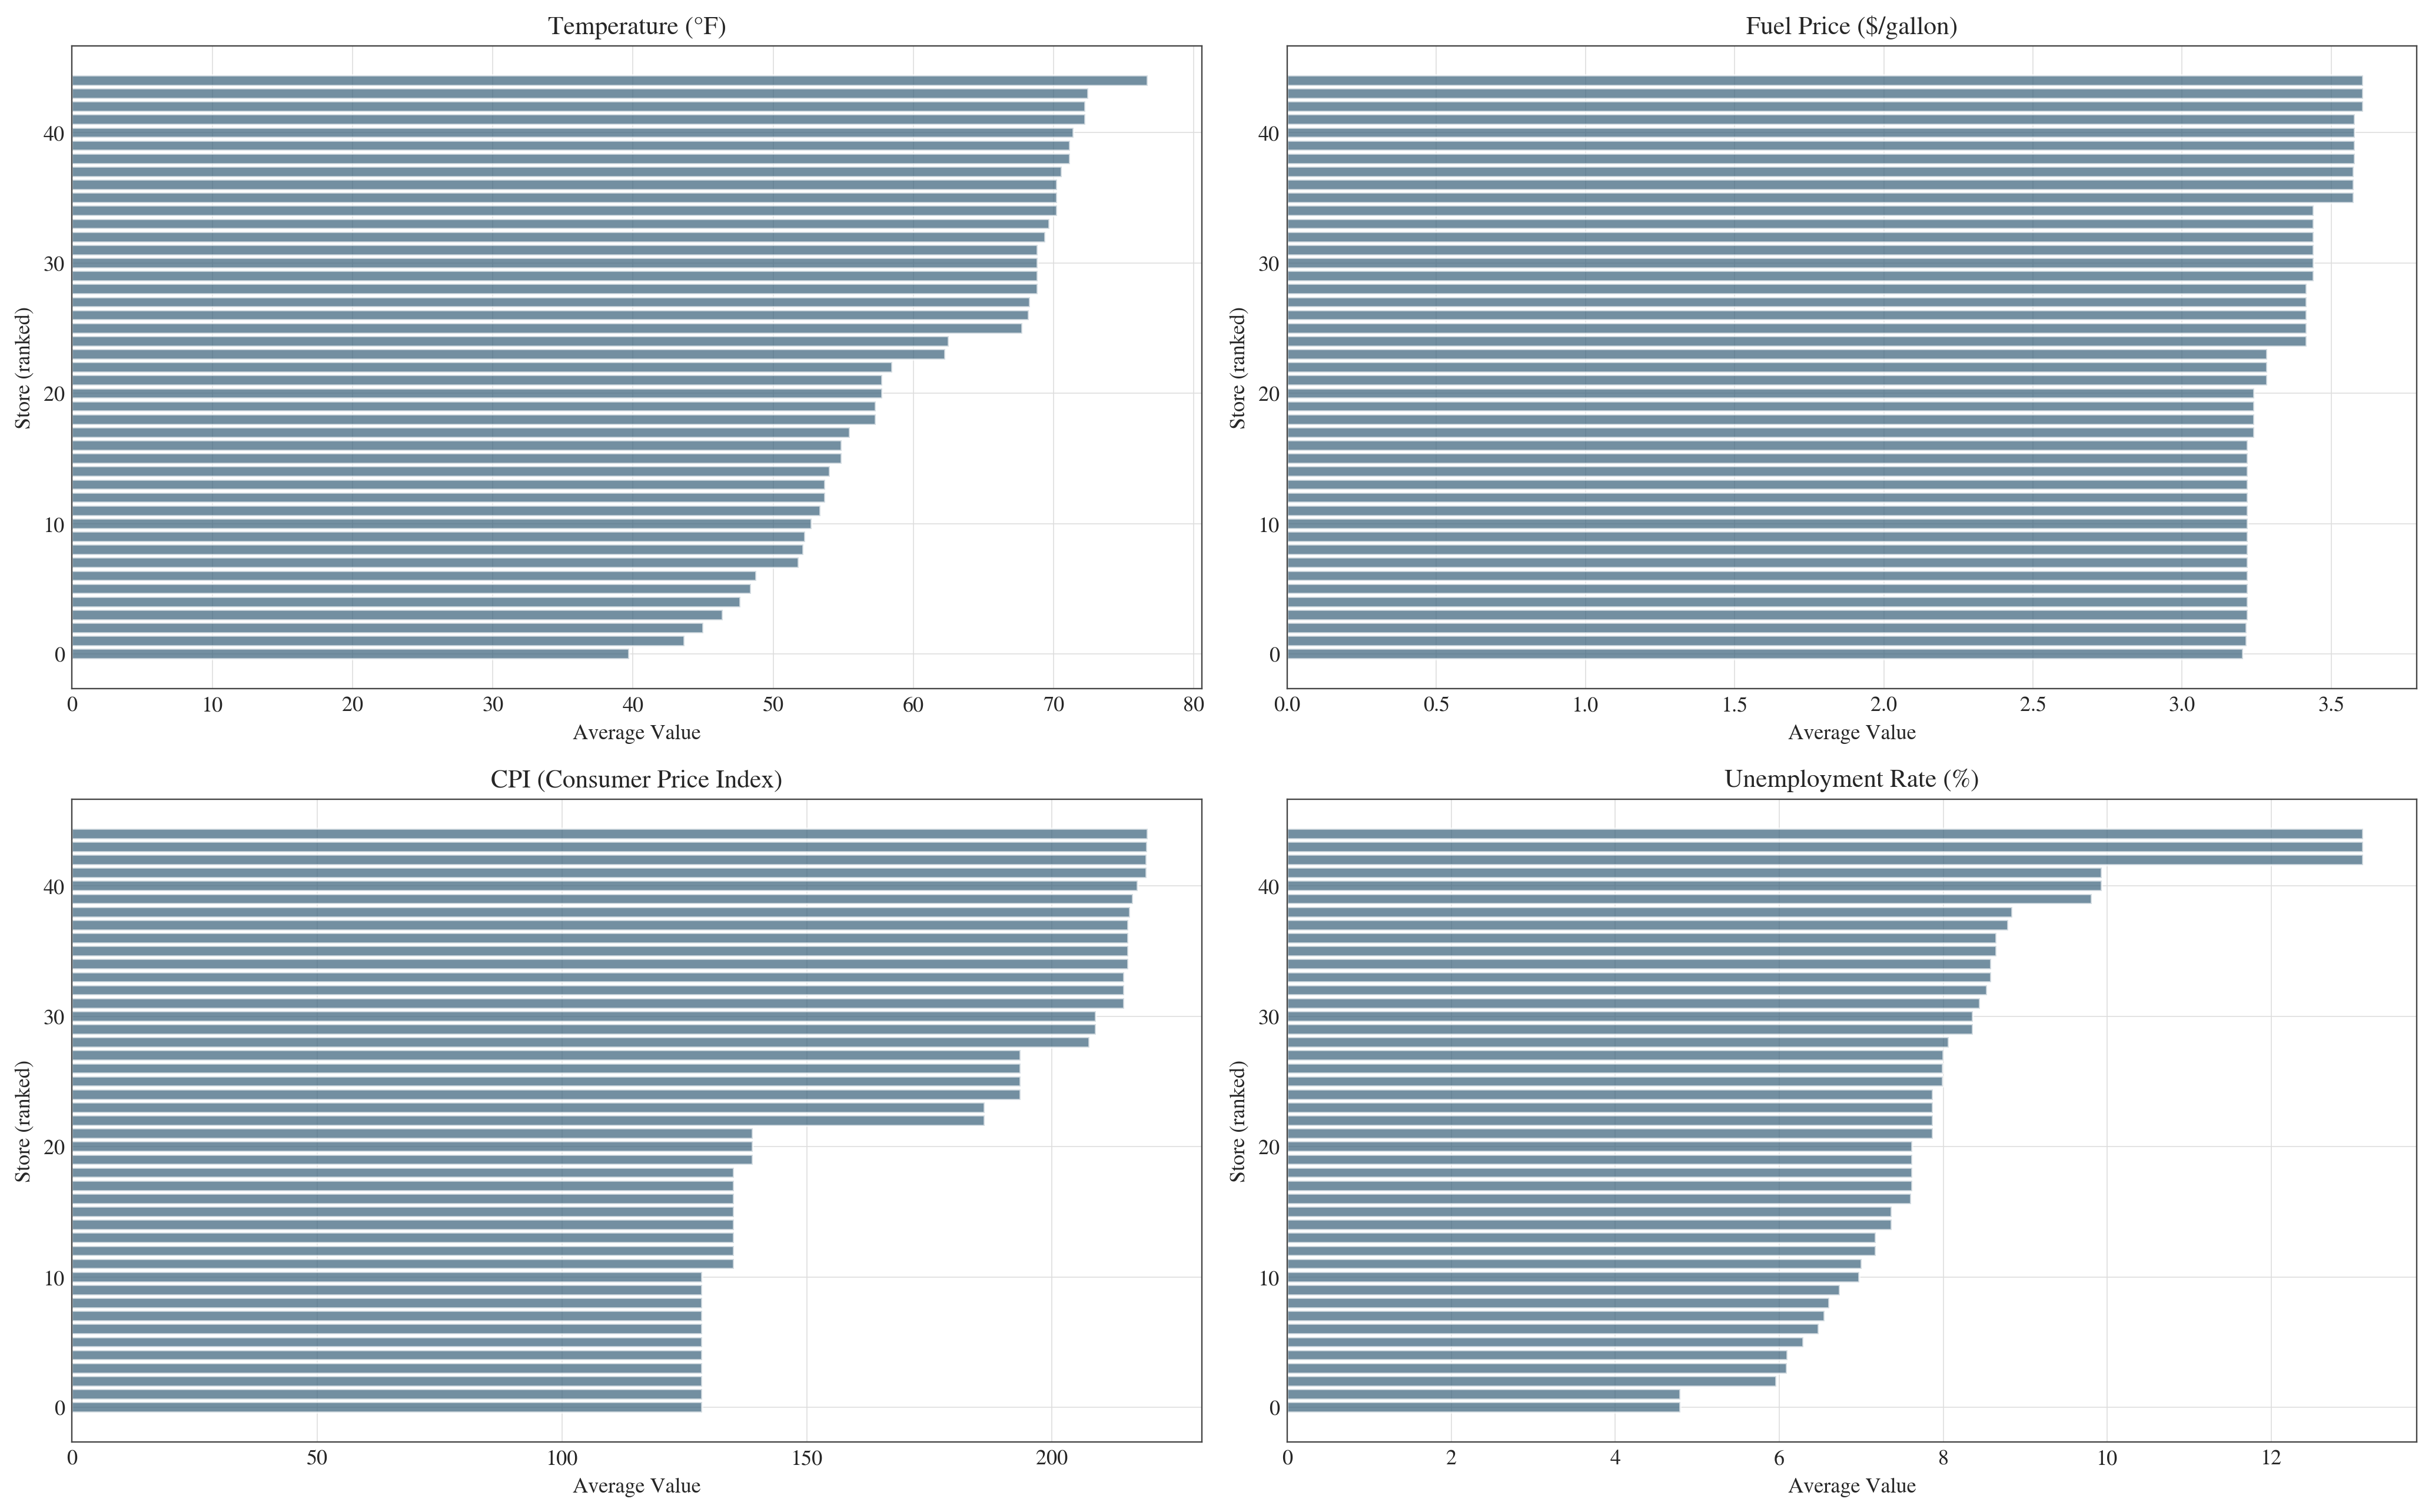 Temperature (°F)
40
30
20
10
0
Store (ranked)
0 10 20 30 40 50 60 70 80
Average Value
Fuel Price ($/gallon)
40
30
20
10
0
Store (ranked)
0.0 0.5 1.0 1.5 2.0 2.5 3.0 3.5
Average Value
CPI (Consumer Price Index)
40
30
20
10
0
Store (ranked)
0 50 100 150 200
Average Value
Unemployment Rate (%)
40
30
20
10
0
Store (ranked)
0 2 4 6 8 10 12
Average Value